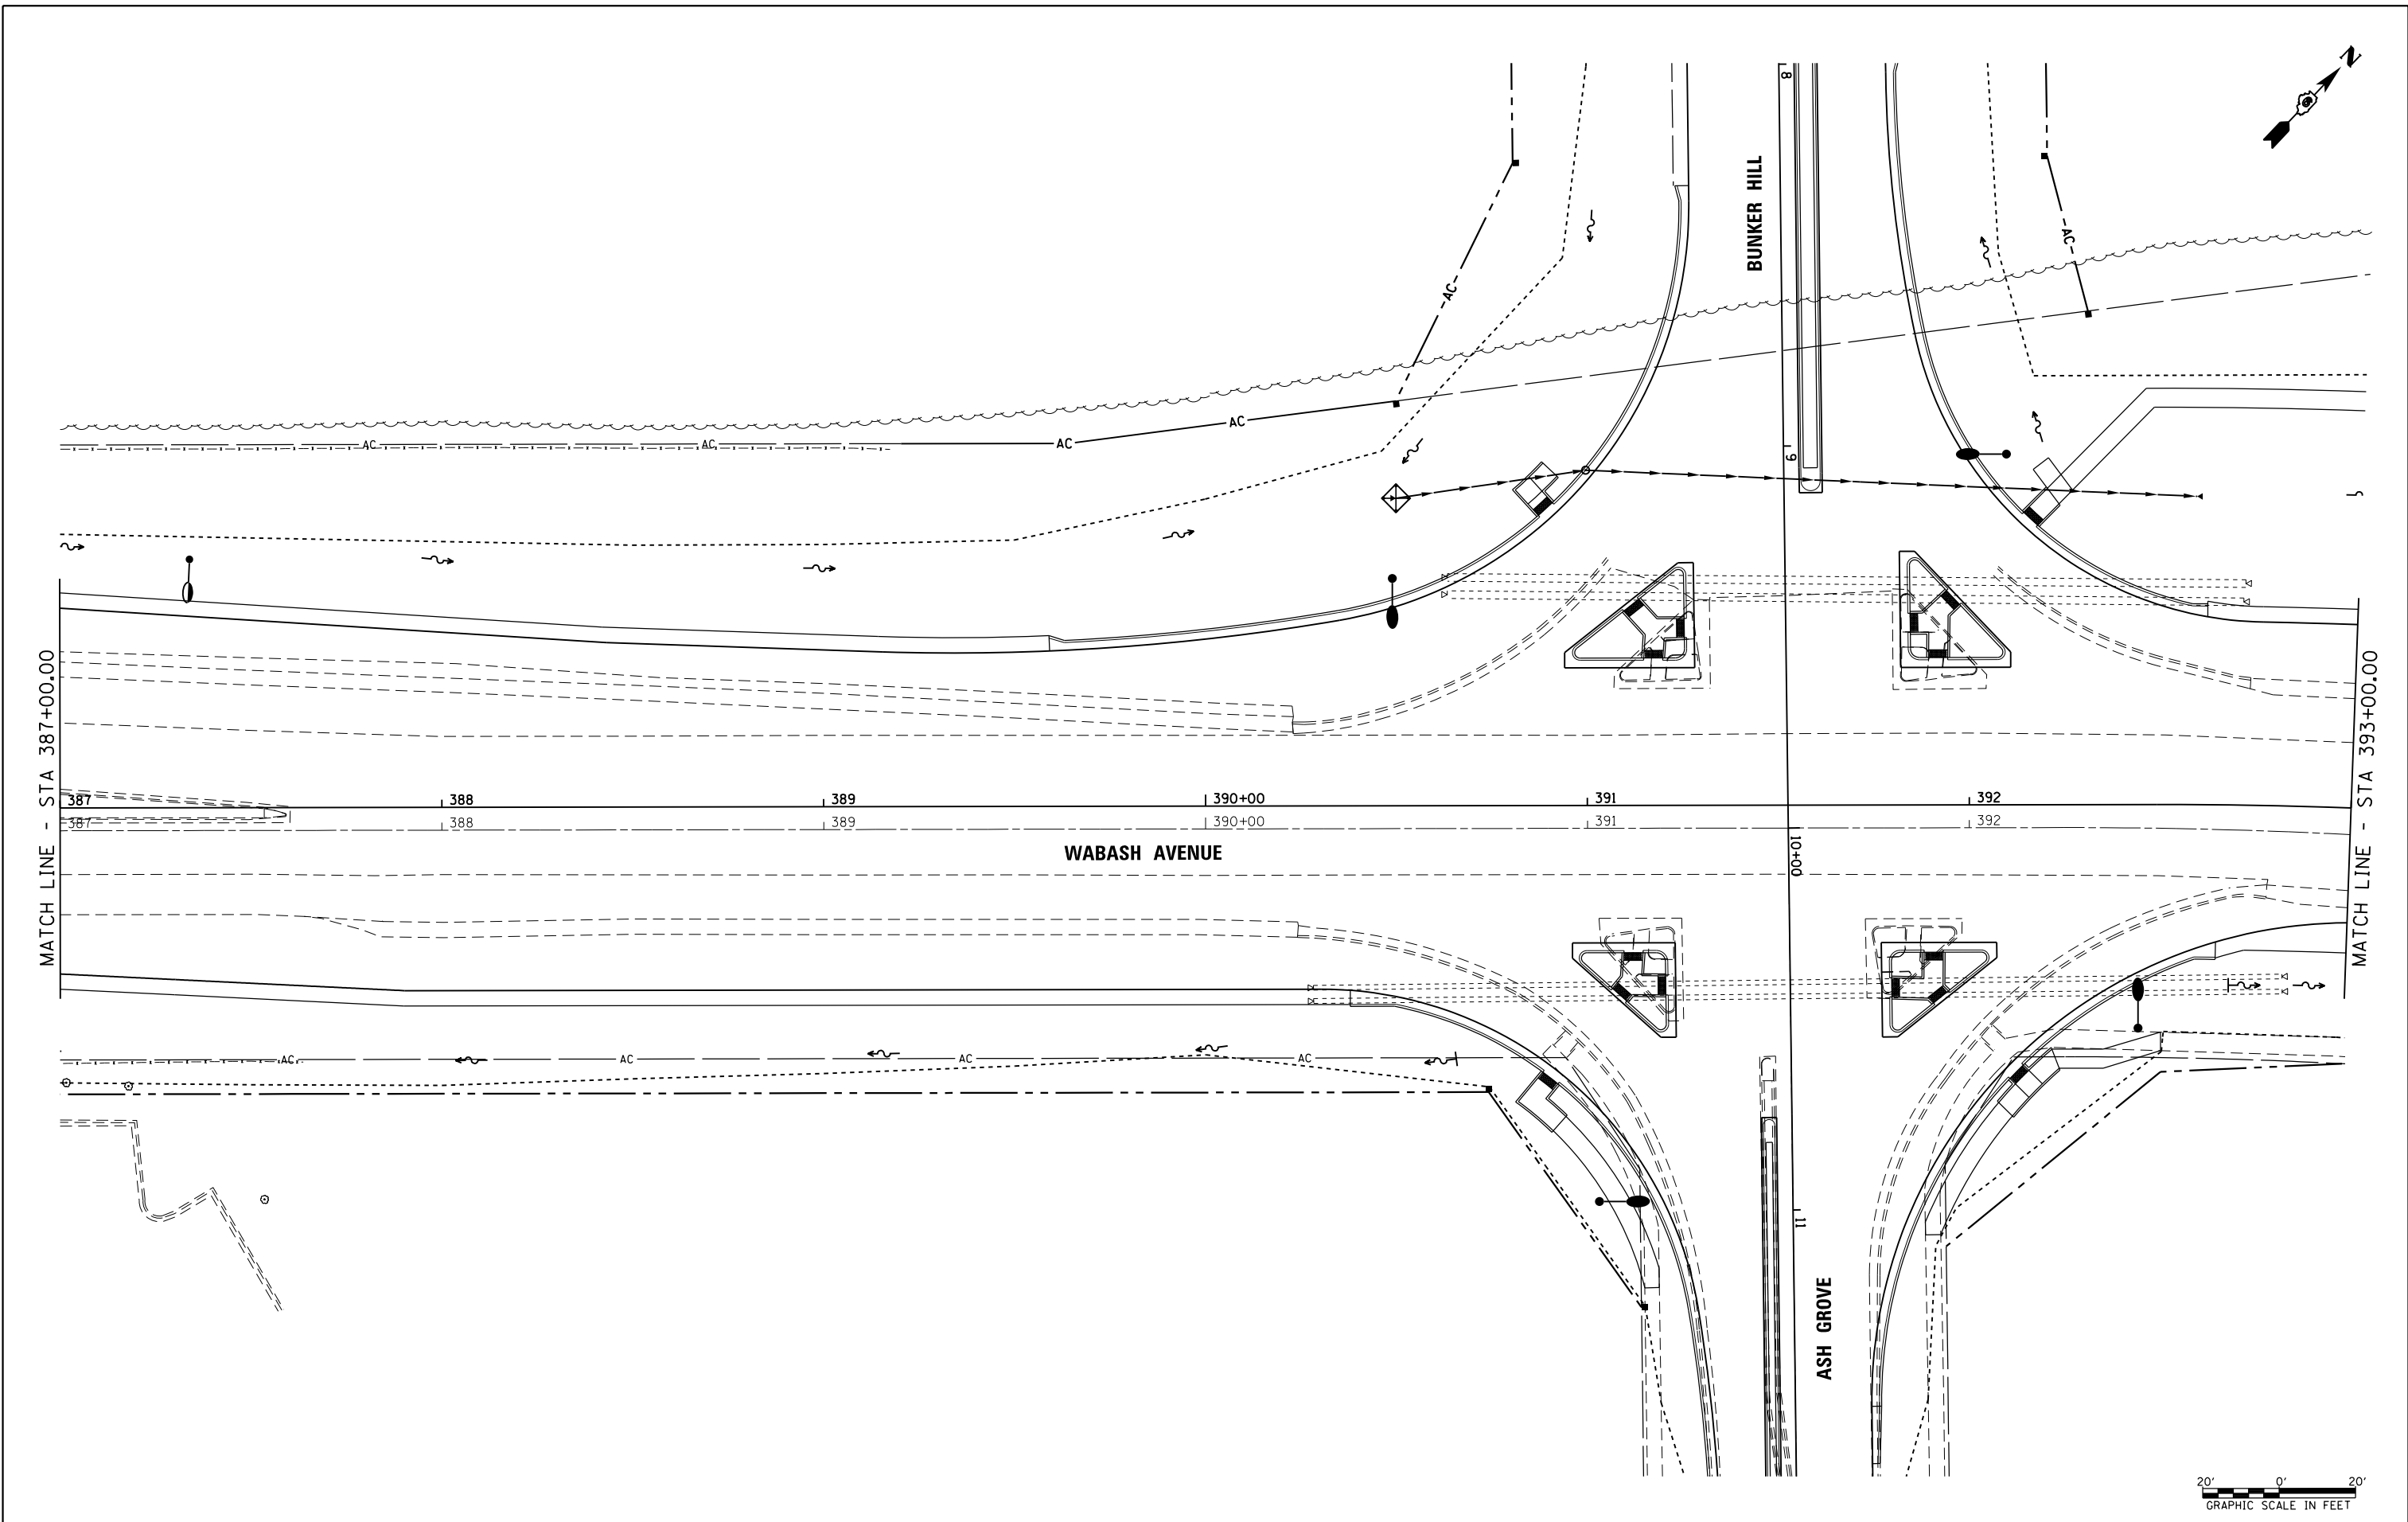 N
8
BUNKER HILL
AC
AC
AC
AC
AC
AC
9
MATCH LINE - STA 387+00.00
MATCH LINE - STA 393+00.00
387
388
389
390+00
391
392
387
388
389
390+00
391
392
WABASH AVENUE
10+00
AC
AC
AC
AC
11
ASH GROVE
20' 0' 20'
GRAPHIC SCALE IN FEET